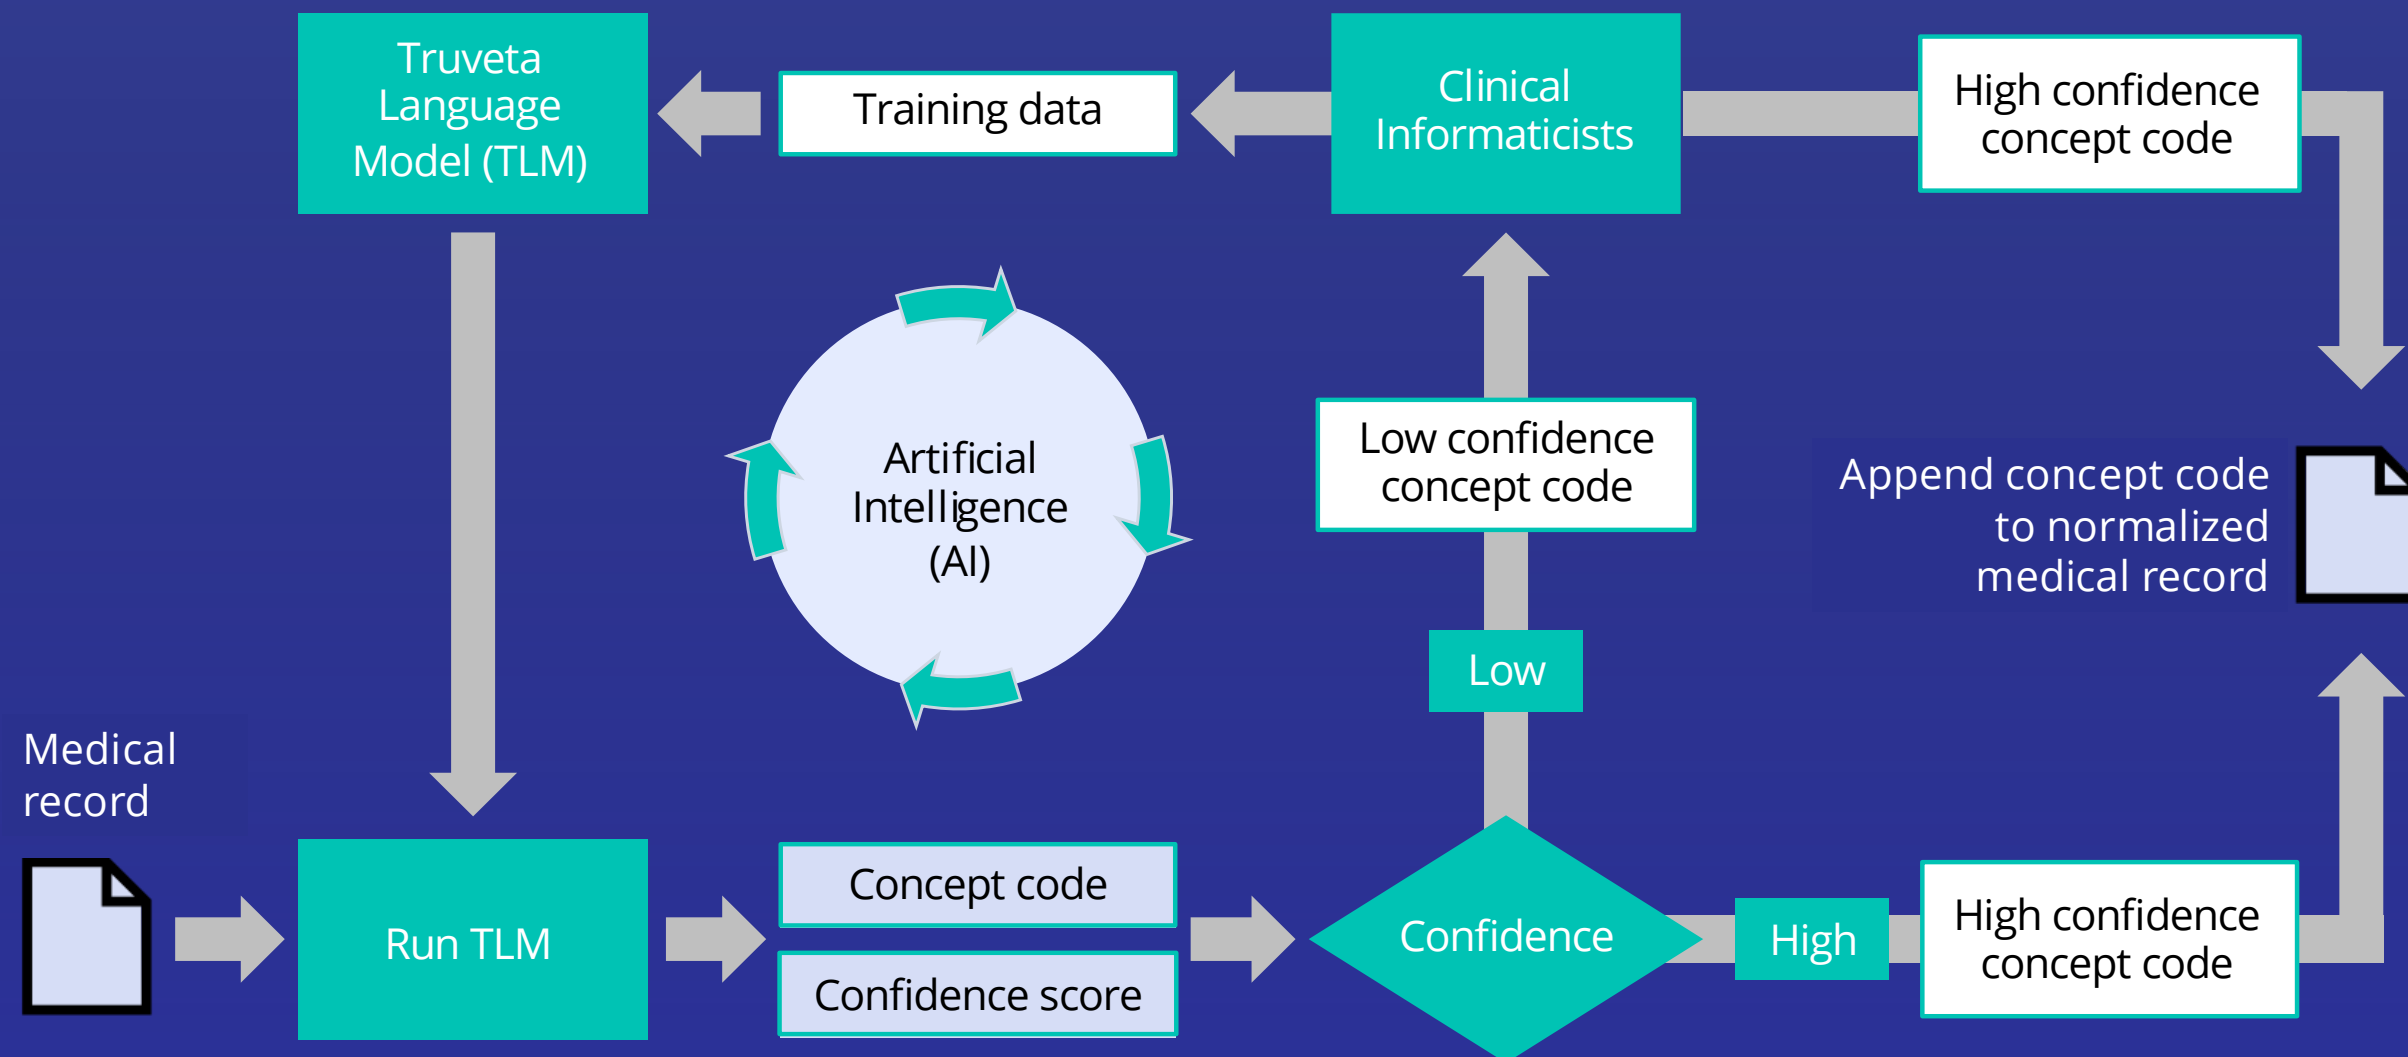 Truveta
Language
Model (TLM)
Training data
Clinical
Informaticists
High confidence
concept code
Artificial
Intelligence
(AI)
Low confidence
concept code
Append concept code
to normalized
medical record
Low
Medical
record
Run TLM
Concept code
Confidence score
Confidence
High
High confidence
concept code